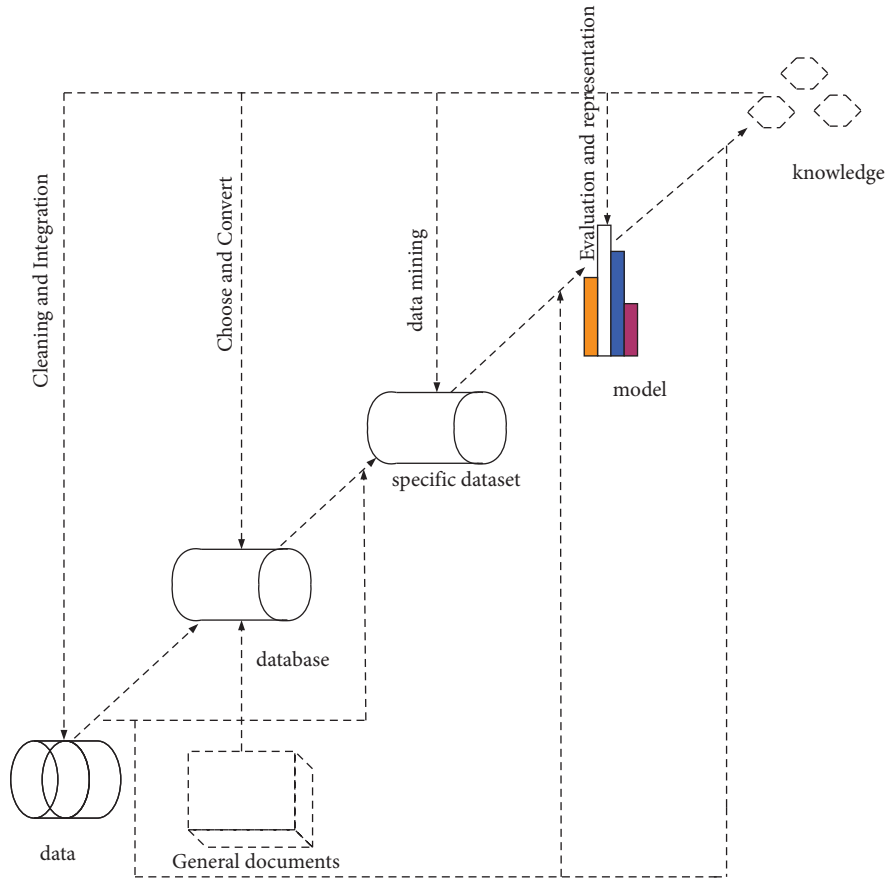 Evaluation and representation
knowledge
Cleaning and Integration
Choose and Convert
data mining
model
specific dataset
database
data
General documents